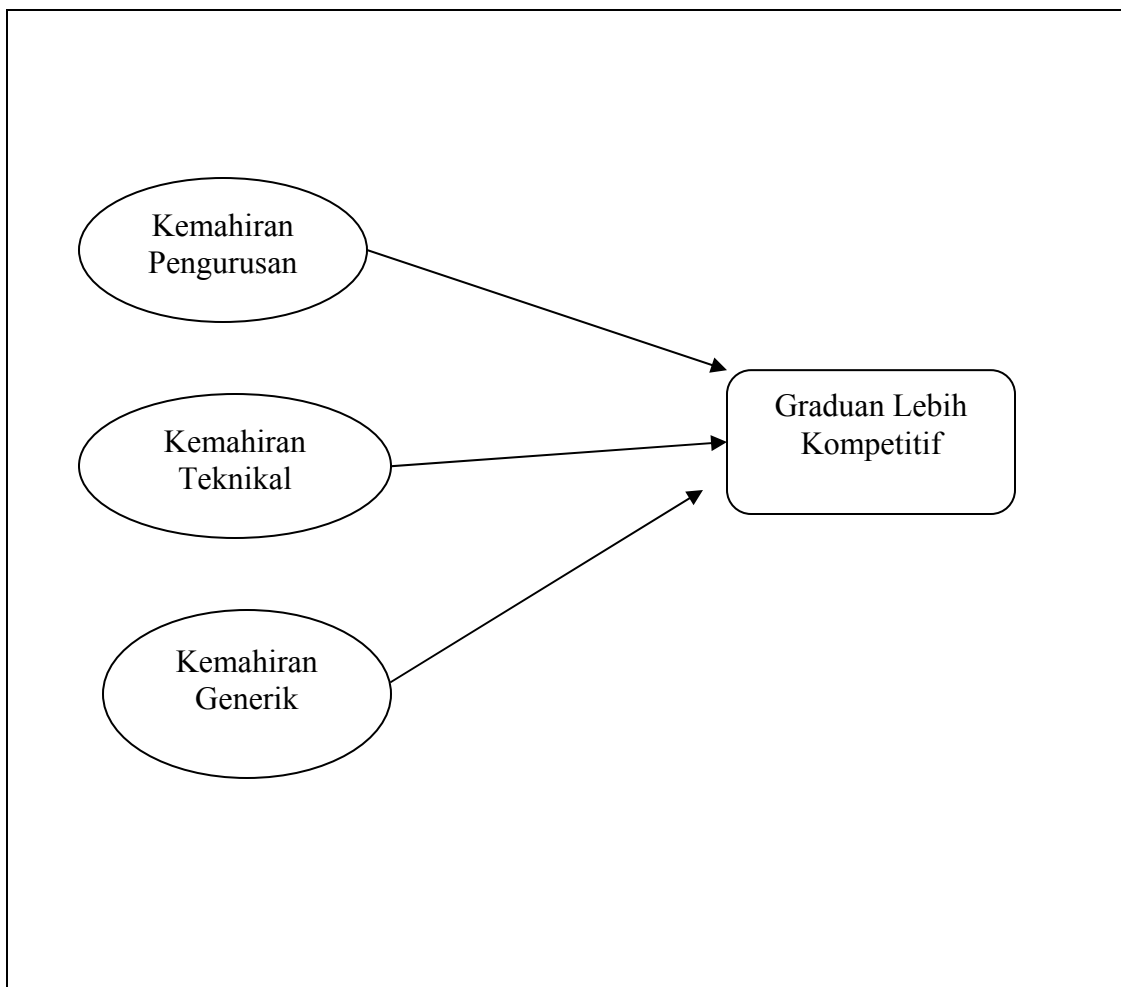 Kemahiran
Pengurusan
Kemahiran
Teknikal
Kemahiran
Generik
Graduan Lebih
Kompetitif